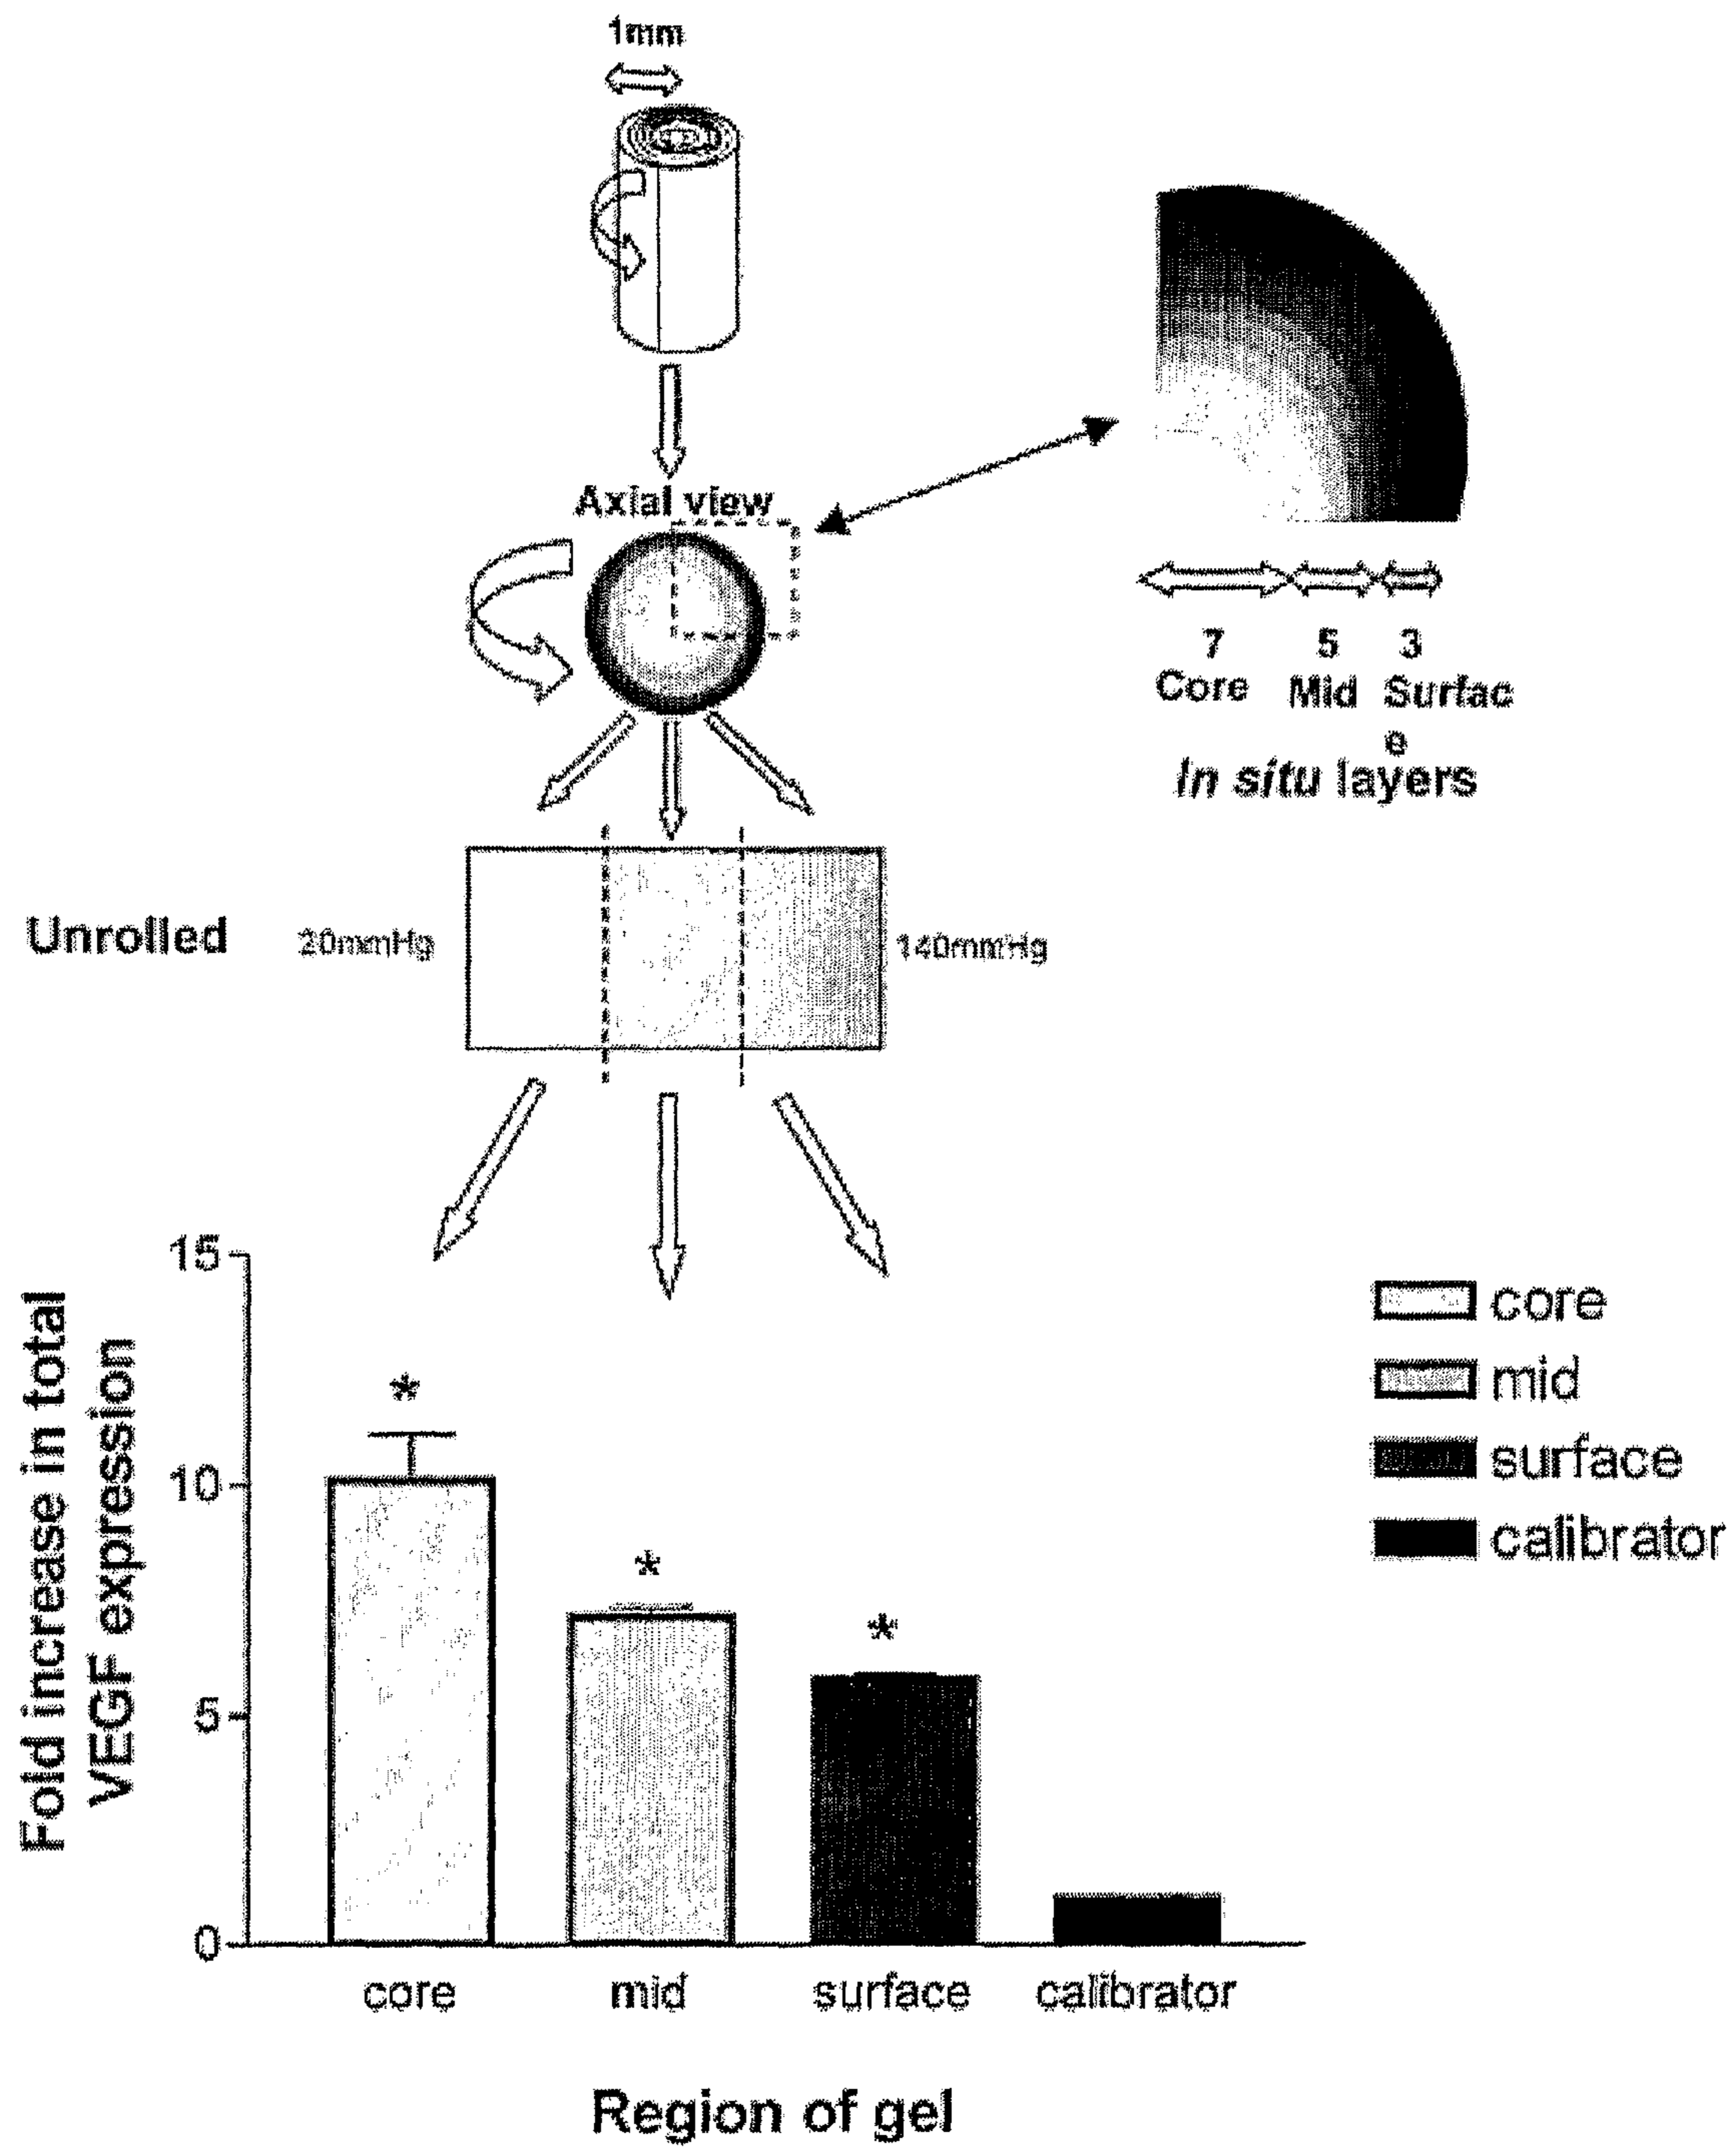 1mm
Axial view
7 5 3
Core Mid Surfac
e
In situ layers
Unrolled 20mmHg 140mmHg
15
10
5
0
Fold increase in total
VEGF expression
*
*
*
core
mid
surface
calibrator
core mid surface calibrator
Region of gel